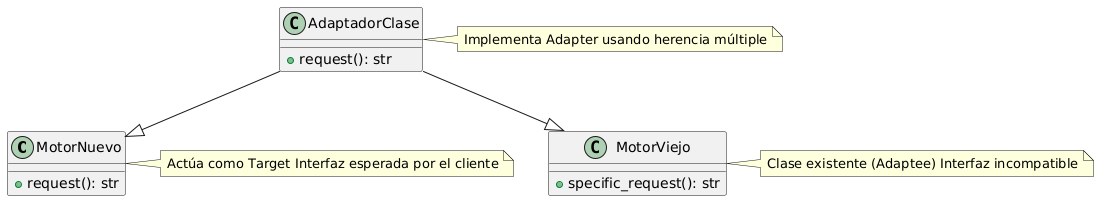 C AdaptadorClase
request(): str
Implementa Adapter usando herencia múltiple
C MotorNuevo
request(): str
Actúa como Target Interfaz esperada por el cliente
C MotorViejo
specific_request(): str
Clase existente (Adaptee) Interfaz incompatible